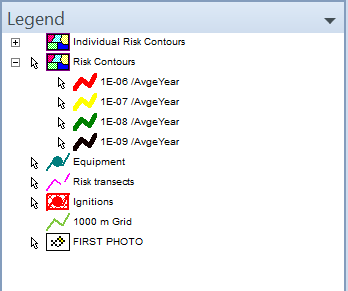 Legend
Individual Risk Contours
Risk Contours
1E-06 /AvgeYear
1E-07 /AvgeYear
1E-08 /AvgeYear
1E-09 /AvgeYear
Equipment
Risk transects
Ignitions
1000 m Grid
FIRST PHOTO